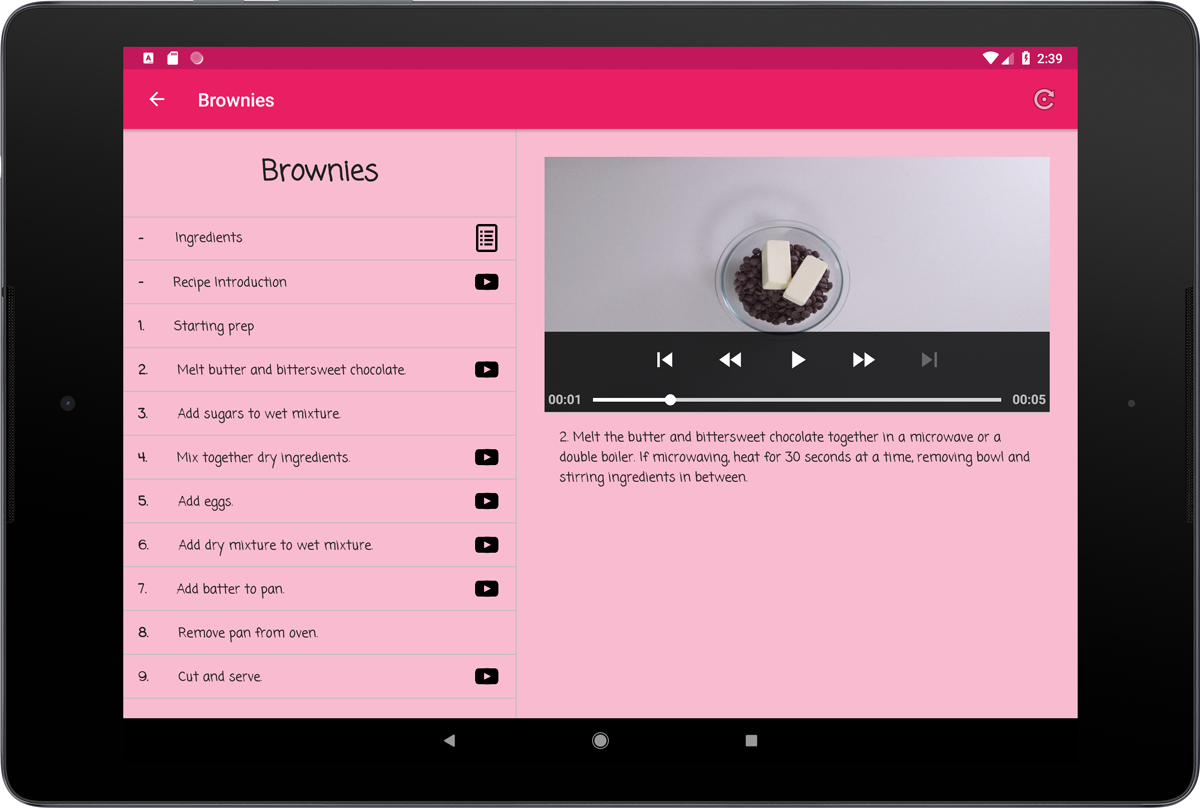 2:39
Brownies
Brownies
- Ingredients
- Recipe Introduction
1. Starting prep
2. Melt butter and bittersweet chocolate.
3. Add sugars to wet mixture.
4. Mix together dry ingredients.
5. Add eggs.
6. Add dry mixture to wet mixture.
7. Add batter to pan.
8. Remove pan from oven.
9. Cut and serve.
00:01 00:05
2. Melt the butter and bittersweet chocolate together in a microwave or a
double boiler. If microwaving, heat for 30 seconds at a time, removing bowl and
stirring ingredients in between.